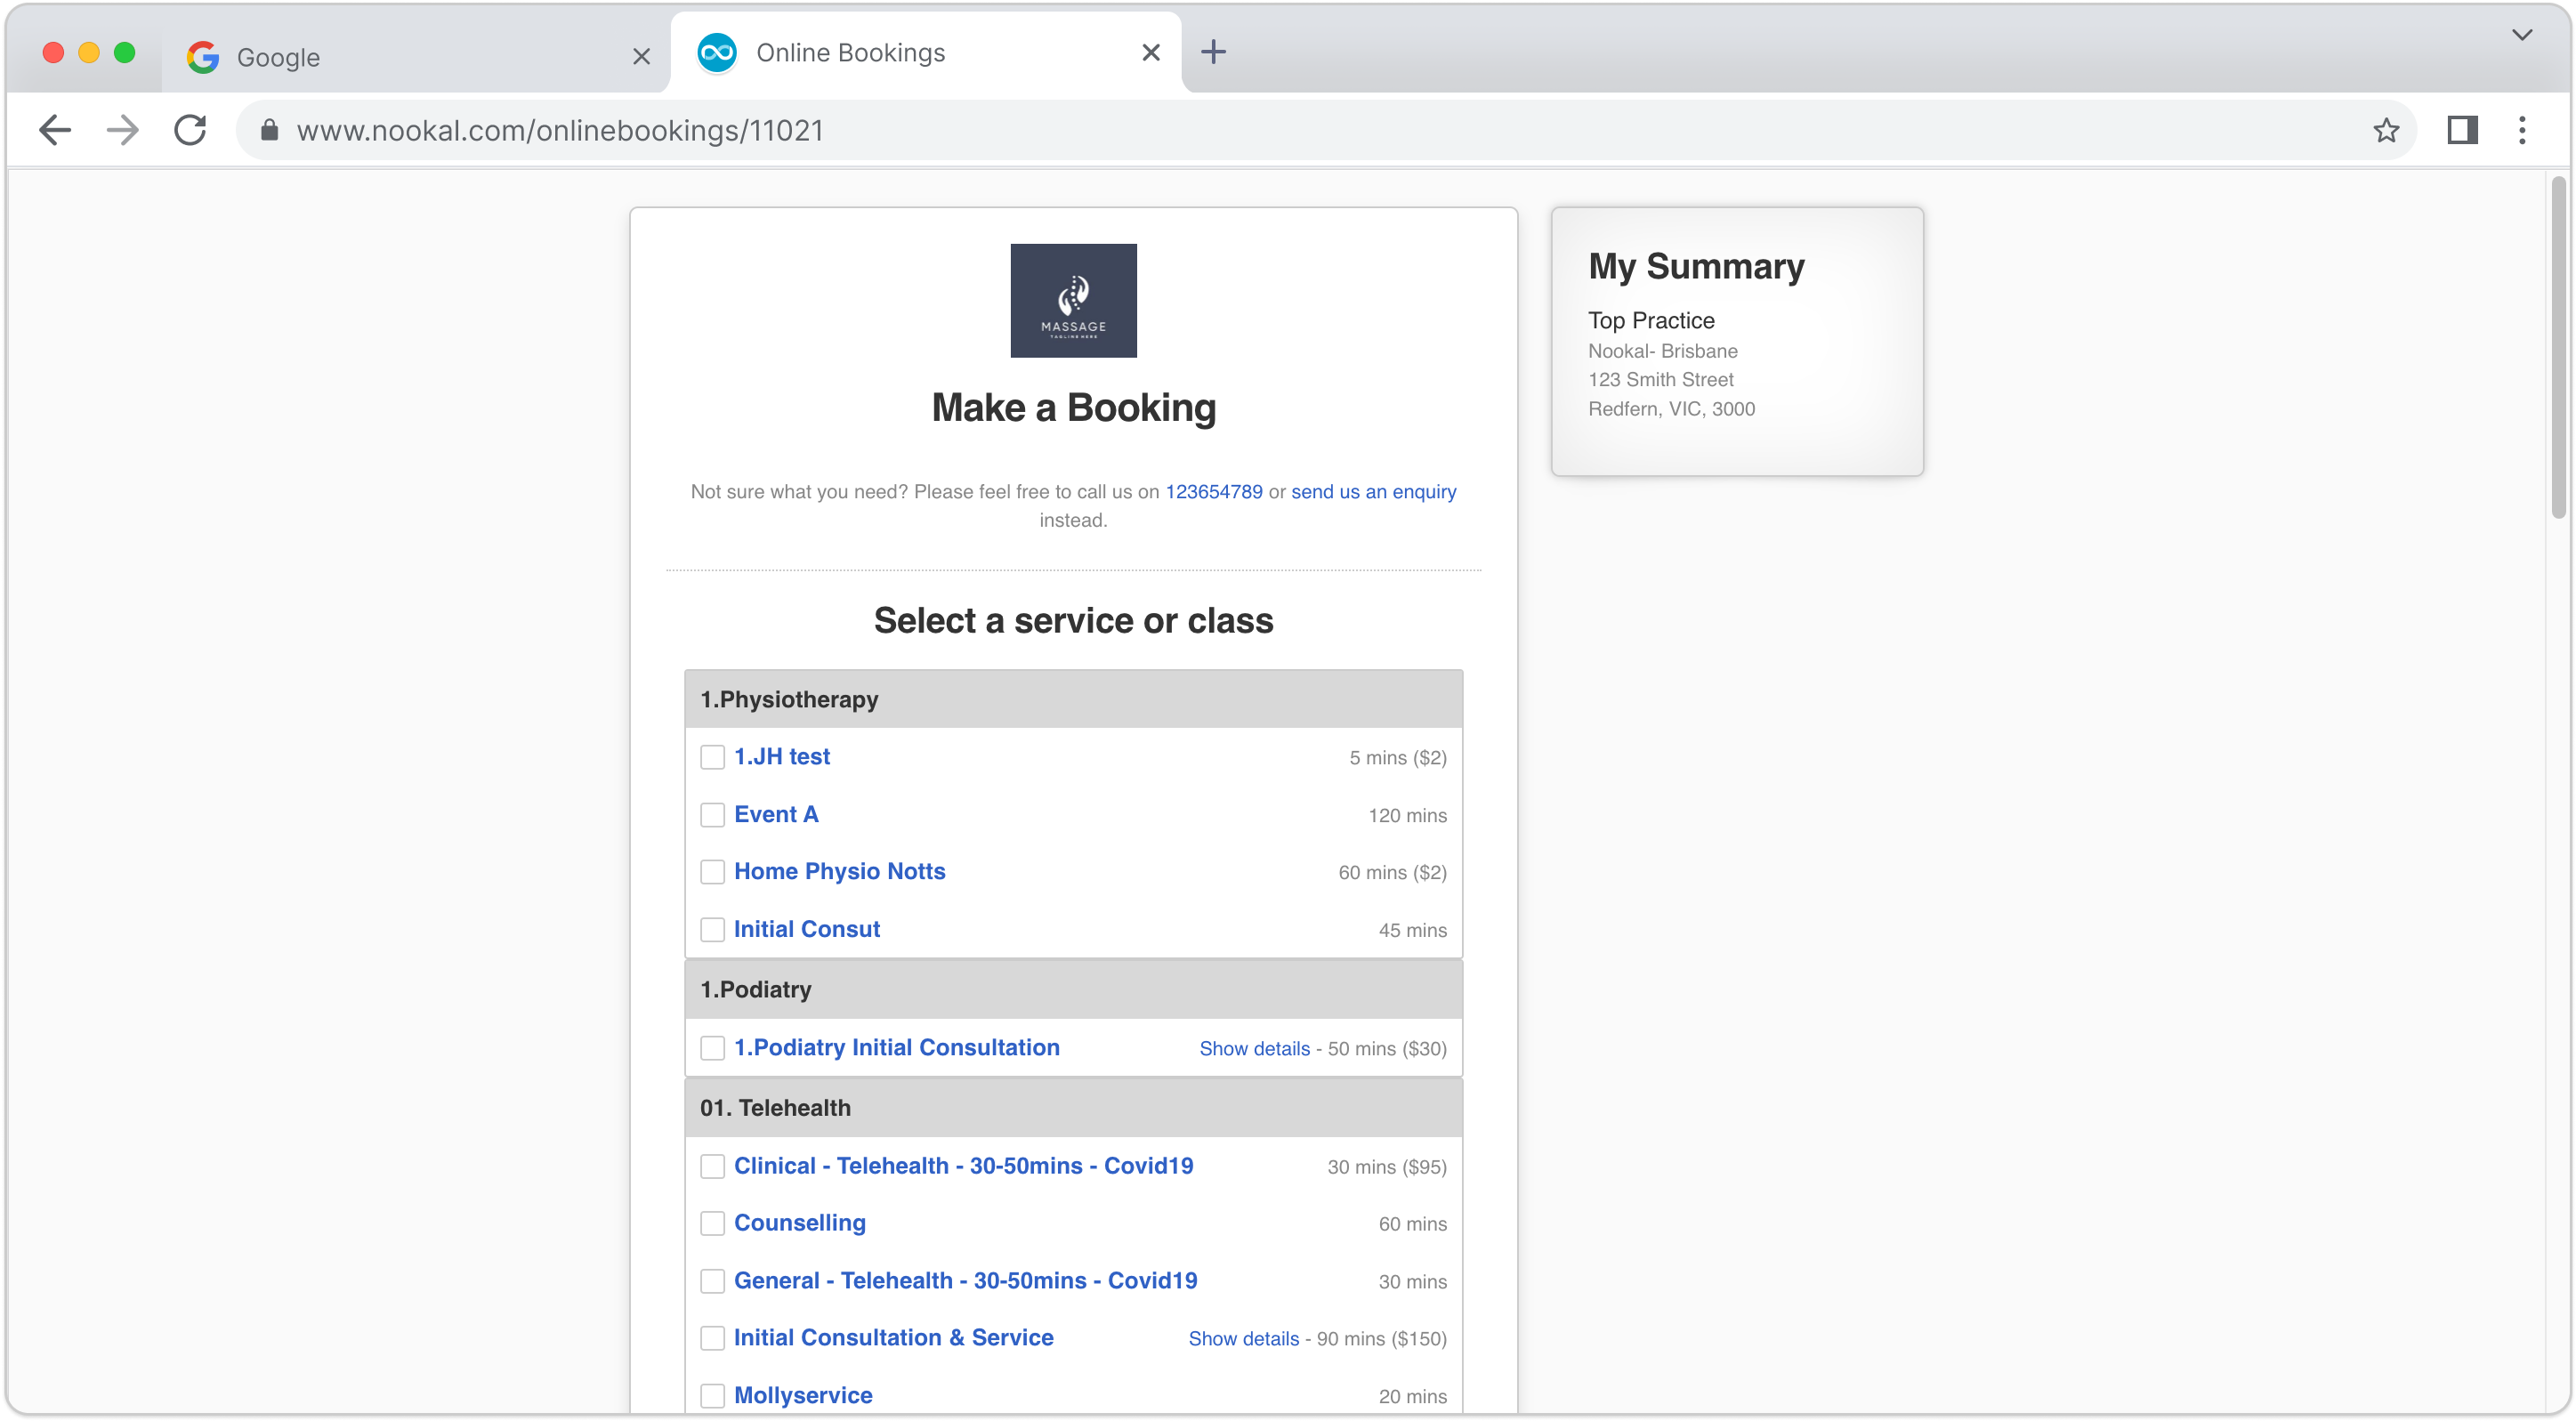 Google
Online Bookings
www.nookal.com/onlinebookings/11021
MASSAGE
TAGLINE HERE
Make a Booking
Not sure what you need? Please feel free to call us on 123654789 or send us an enquiry
instead.
Select a service or class
1.Physiotherapy
1.JH test 5 mins ($2)
Event A 120 mins
Home Physio Notts 60 mins ($2)
Initial Consut 45 mins
1.Podiatry
1.Podiatry Initial Consultation Show details - 50 mins ($30)
01. Telehealth
Clinical - Telehealth - 30-50mins - Covid19 30 mins ($95)
Counselling 60 mins
General - Telehealth - 30-50mins - Covid19 30 mins
Initial Consultation & Service Show details - 90 mins ($150)
Mollyservice 20 mins
My Summary
Top Practice
Nookal- Brisbane
123 Smith Street
Redfern, VIC, 3000